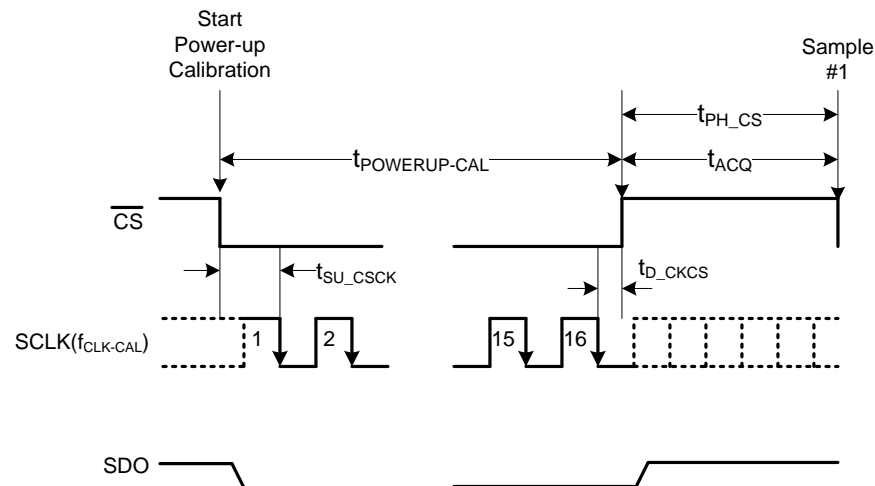 Start
Power-up
Calibration
Sample
#1
tPH_CS
tPOWERUP-CAL
tACQ
CS
tSU_CSCK
tD_CKCS
SCLK(fCLK-CAL)
1
2
15
16
SDO